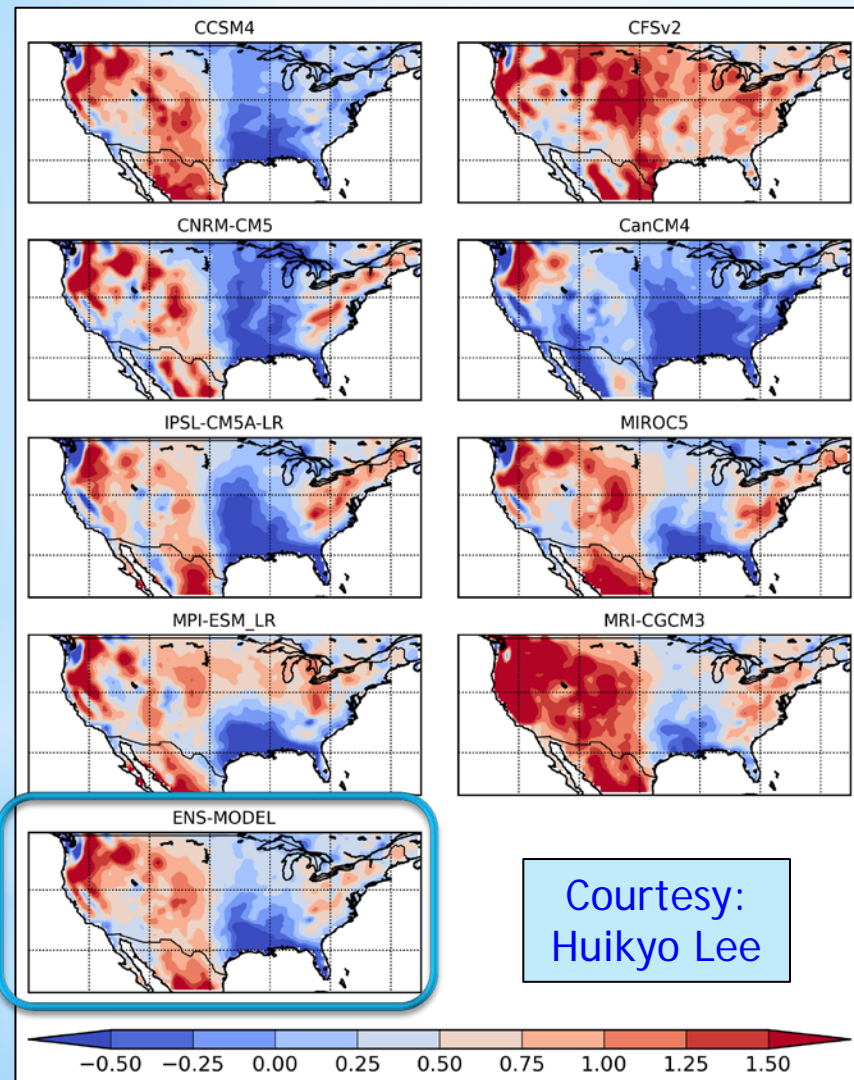 CCSM4
CFSv2
CNRM-CM5
CanCM4
IPSL-CM5A-LR
MIROC5
MPI-ESM_LR
MRI-CGCM3
ENS-MODEL
Courtesy:
Huikyo Lee
−0.50 −0.25 0.00 0.25 0.50 0.75 1.00 1.25 1.50